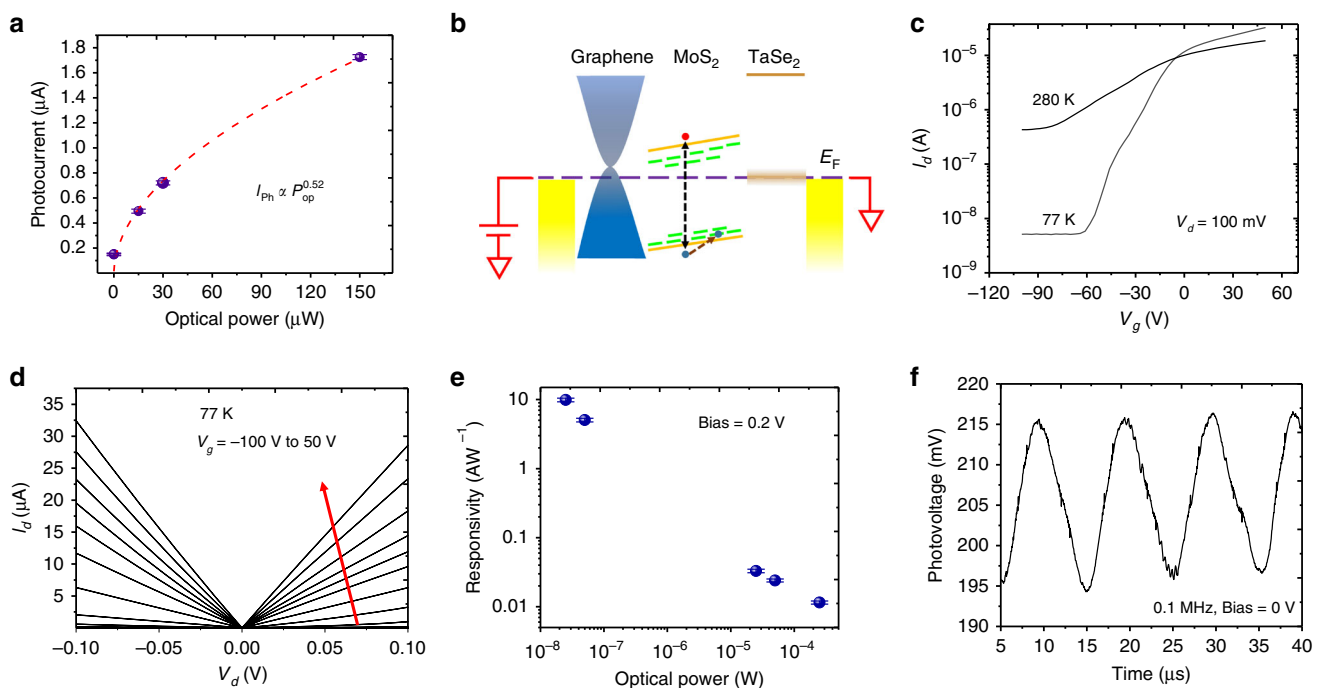 a
1.8
1.6
1.4
1.2
1.0
0.8
0.6
0.4
0.2
0 30 60 90 120 150
Photocurrent (μA)
Optical power (μW)
I_Ph ∝ P_op^0.52
b
Graphene MoS₂ TaSe₂
E_F
c
10⁻⁵
10⁻⁶
10⁻⁷
10⁻⁸
10⁻⁹
−120 −90 −60 −30 0 30 60
I_d (A)
V_g (V)
280 K
77 K
V_d = 100 mV
d
35
30
25
20
15
10
5
−0.10 −0.05 0.00 0.05 0.10
I_d (μA)
V_d (V)
77 K
V_g = −100 V to 50 V
e
10
1
0.1
0.01
10⁻⁸ 10⁻⁷ 10⁻⁶ 10⁻⁵ 10⁻⁴
Responsivity (AW⁻¹)
Optical power (W)
Bias = 0.2 V
f
220
215
210
205
200
195
190
5 10 15 20 25 30 35 40
Photovoltage (mV)
Time (μs)
0.1 MHz, Bias = 0 V